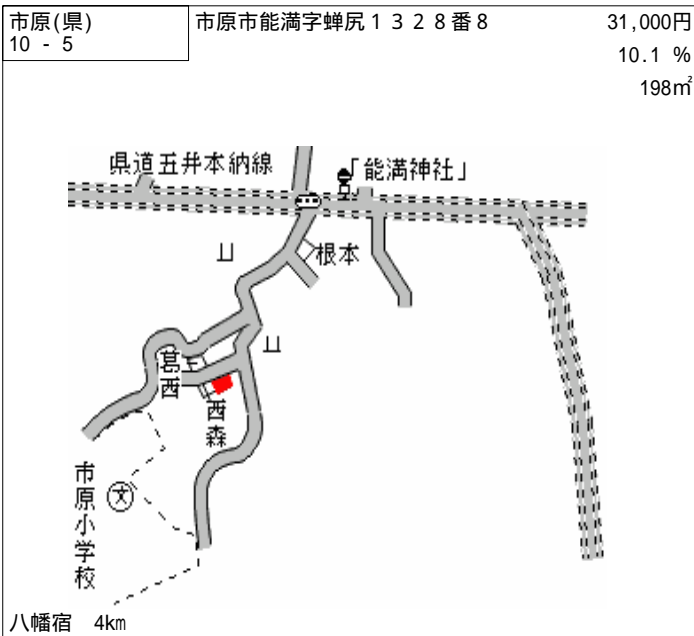 市原(県)
10 - 5
市原市能満字蝉尻1328番8
31,000円
10.1 %
198㎡
県道五井本納線
「能満神社」
根本
葛西
西森
市原小学校
文
八幡宿 4km